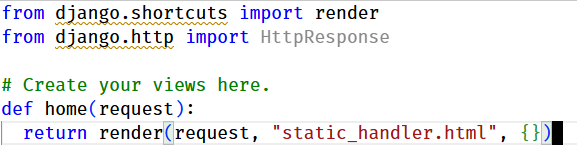 from django.shortcuts import render
from django.http import HttpResponse
# Create your views here.
def home(request):
return render(request, "static_handler.html", {})